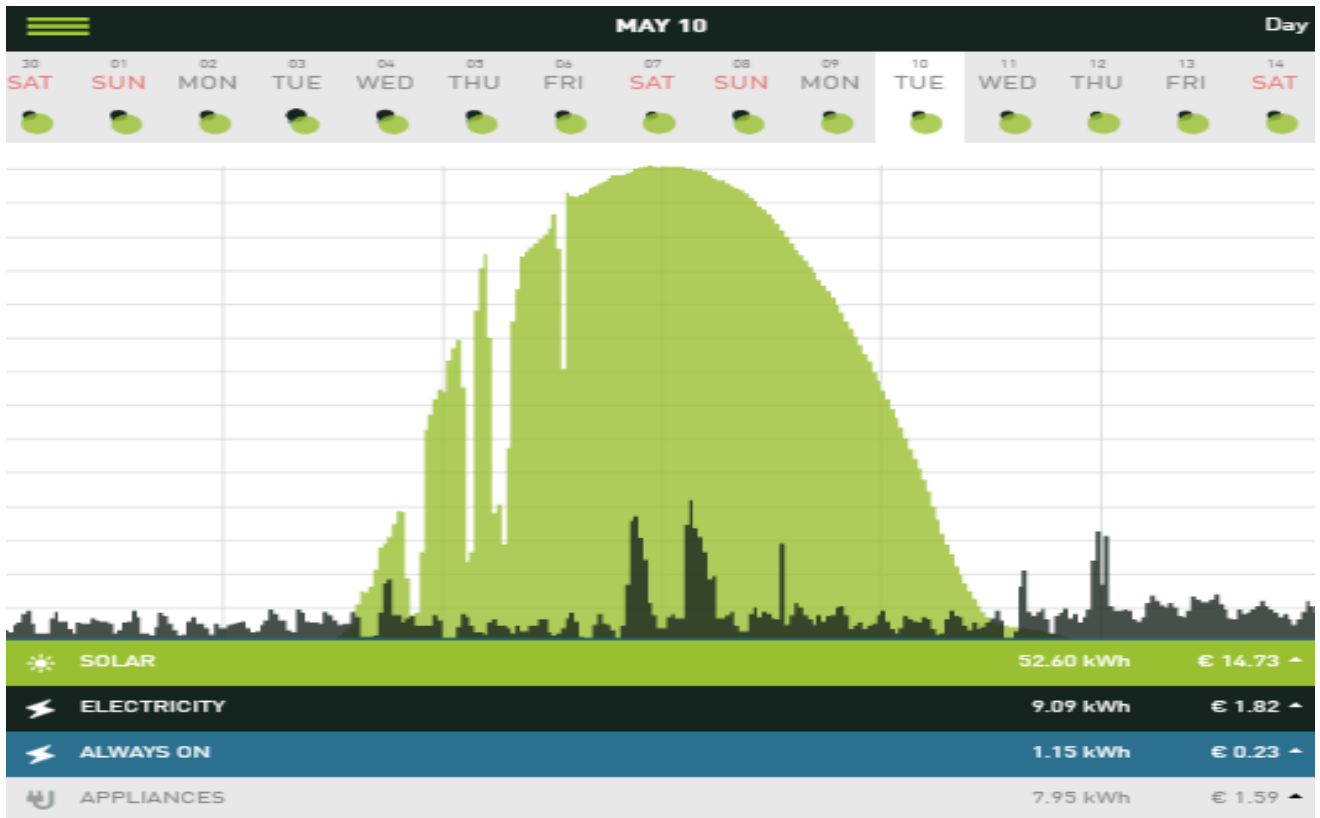 MAY 10 Day
30 01 02 03 04 05 06 07 08 09 10 11 12 13 14
SAT SUN MON TUE WED THU FRI SAT SUN MON TUE WED THU FRI SAT
SOLAR 52.60 kWh € 14.73
ELECTRICITY 9.09 kWh € 1.82
ALWAYS ON 1.15 kWh € 0.23
APPLIANCES 7.95 kWh € 1.59